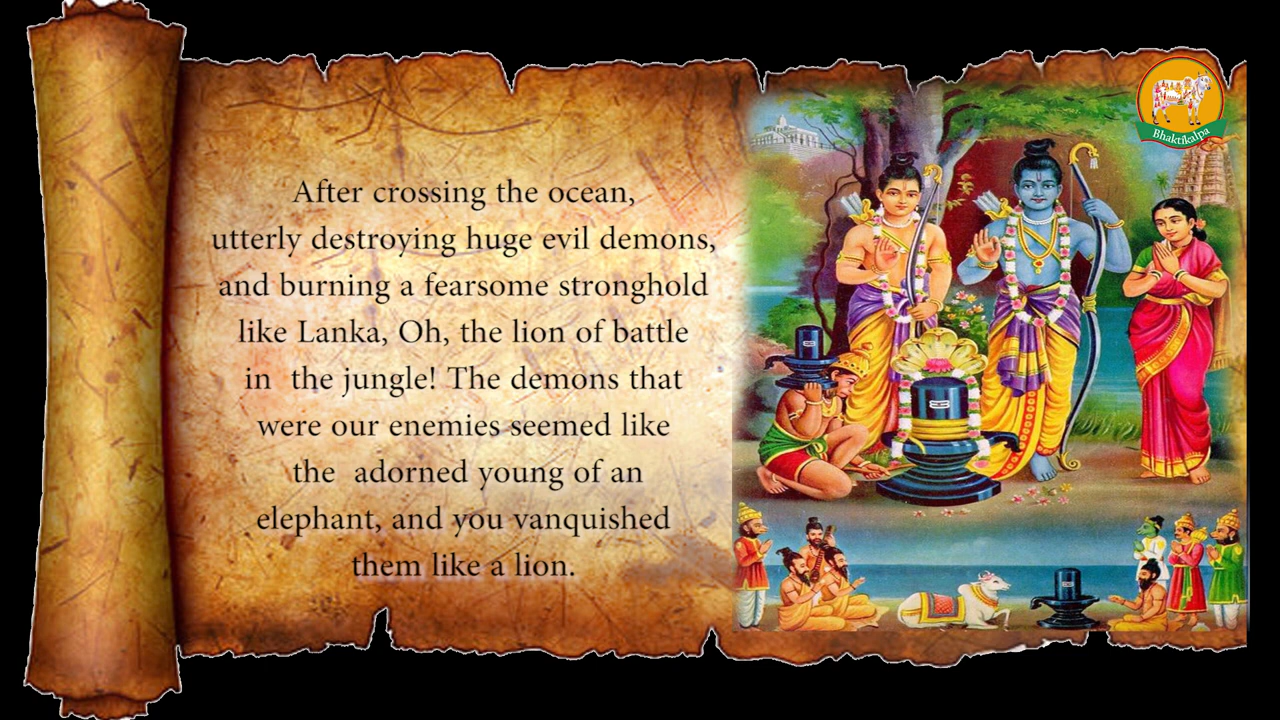 Bhaktikalpa
After crossing the ocean,
utterly destroying huge evil demons,
and burning a fearsome stronghold
like Lanka, Oh, the lion of battle
in the jungle! The demons that
were our enemies seemed like
the adorned young of an
elephant, and you vanquished
them like a lion.